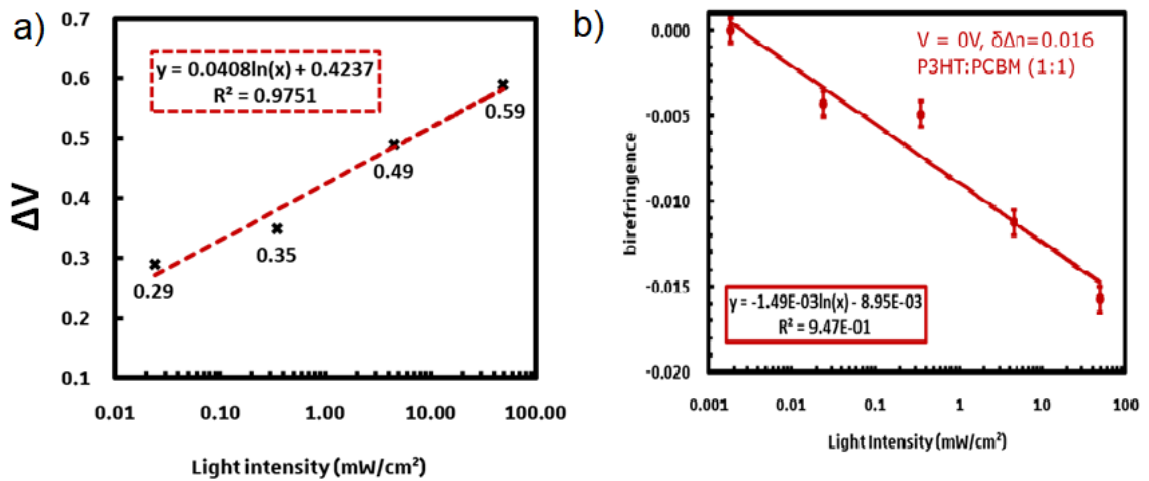 a)
0.7
0.6
0.5
0.4
0.3
0.2
0.1
ΔV
y = 0.0408ln(x) + 0.4237
R² = 0.9751
0.59
0.49
0.35
0.29
0.01 0.10 1.00 10.00 100.00
Light intensity (mW/cm²)
b)
0.000
-0.005
-0.010
-0.015
-0.020
birefringence
V = 0V, δΔn=0.016
P3HT:PCBM (1:1)
y = -1.49E-03ln(x) - 8.95E-03
R² = 9.47E-01
0.001 0.01 0.1 1 10 100
Light Intensity (mW/cm²)